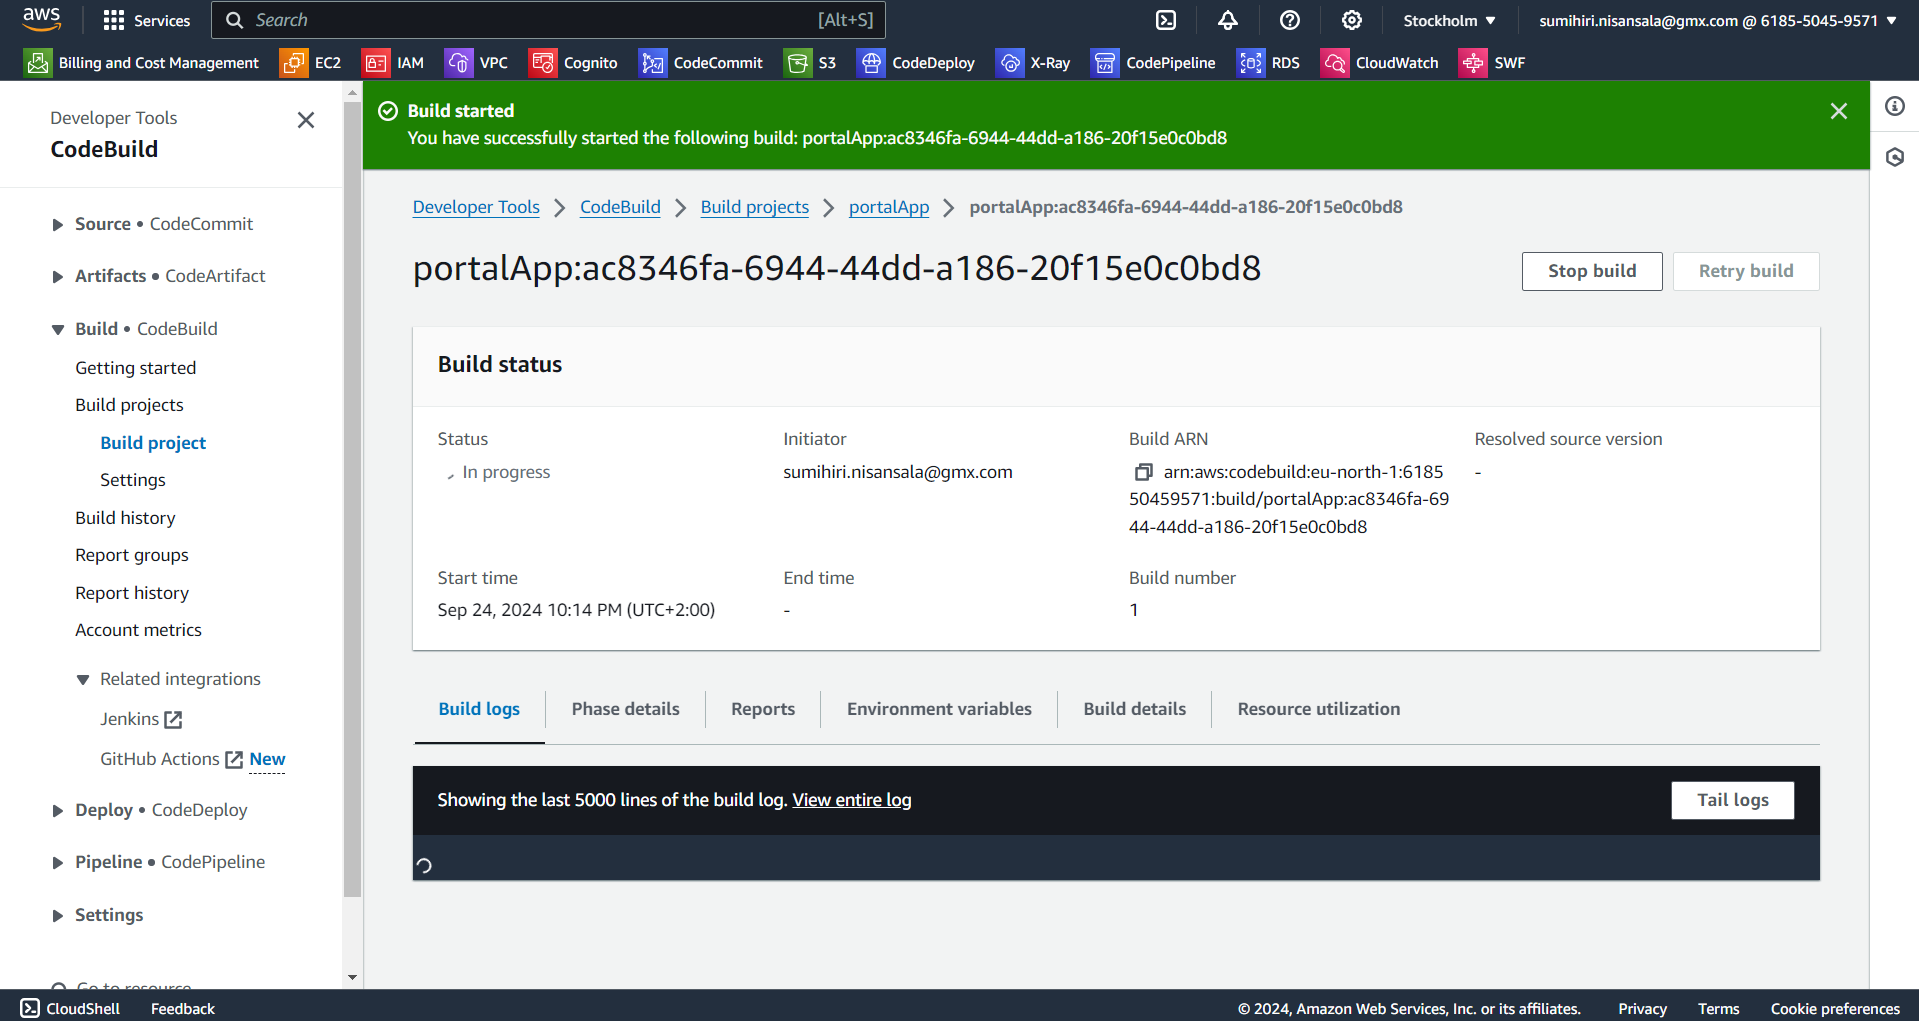 aws
Services
Search
[Alt+S]
Stockholm ▼
sumihiri.nisansala@gmx.com @ 6185-5045-9571 ▼
Billing and Cost Management
EC2
IAM
VPC
Cognito
CodeCommit
S3
CodeDeploy
X-Ray
CodePipeline
RDS
CloudWatch
SWF
Developer Tools
CodeBuild
Source • CodeCommit
Artifacts • CodeArtifact
Build • CodeBuild
Getting started
Build projects
Build project
Settings
Build history
Report groups
Report history
Account metrics
Related integrations
Jenkins
GitHub Actions New
Deploy • CodeDeploy
Pipeline • CodePipeline
Settings
Go to resource
Build started
You have successfully started the following build: portalApp:ac8346fa-6944-44dd-a186-20f15e0c0bd8
Developer Tools > CodeBuild > Build projects > portalApp > portalApp:ac8346fa-6944-44dd-a186-20f15e0c0bd8
portalApp:ac8346fa-6944-44dd-a186-20f15e0c0bd8
Stop build
Retry build
Build status
Status
In progress
Initiator
sumihiri.nisansala@gmx.com
Build ARN
arn:aws:codebuild:eu-north-1:6185
50459571:build/portalApp:ac8346fa-69
44-44dd-a186-20f15e0c0bd8
Resolved source version
-
Start time
Sep 24, 2024 10:14 PM (UTC+2:00)
End time
-
Build number
1
Build logs
Phase details
Reports
Environment variables
Build details
Resource utilization
Showing the last 5000 lines of the build log. View entire log
Tail logs
CloudShell
Feedback
© 2024, Amazon Web Services, Inc. or its affiliates.
Privacy
Terms
Cookie preferences